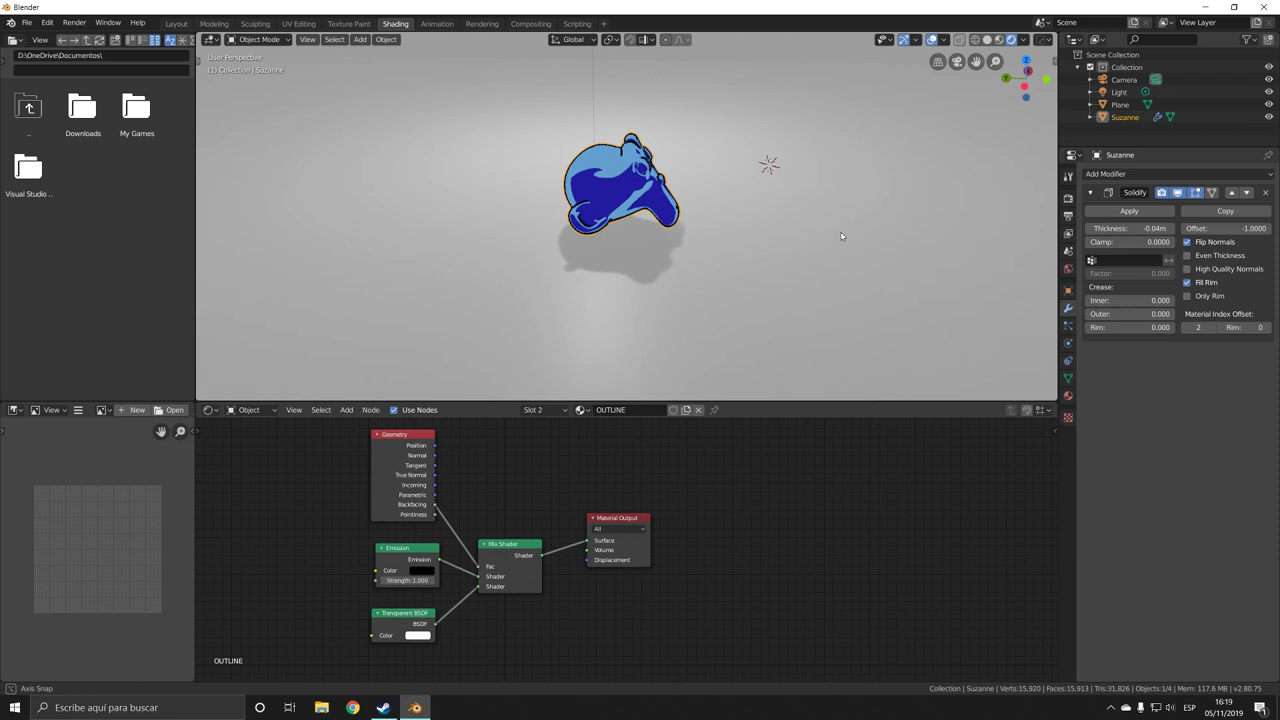 Blender
File Edit Render Window Help Layout Modeling Sculpting UV Editing Texture Paint Shading Animation Rendering Compositing Scripting + Scene View Layer
View Object Mode View Select Add Object Global
D:\OneDrive\Documentos\
..
Downloads
My Games
Visual Studio ..
User Perspective
(1) Collection | Suzanne
Y
Z
Scene Collection
Collection
Camera
Light
Plane
Suzanne
Suzanne
Add Modifier
Solidify
Apply Copy
Thickness: -0.04m Offset: -1.0000
Clamp: 0.0000 Flip Normals
Even Thickness
Factor: 0.000 High Quality Normals
Crease: Fill Rim
Inner: 0.000 Only Rim
Outer: 0.000 Material Index Offset:
Rim: 0.000 2 Rim: 0
View New Open
Object View Select Add Node Use Nodes Slot 2 OUTLINE
Geometry
Position
Normal
Tangent
True Normal
Incoming
Parametric
Backfacing
Pointiness
Emission
Emission
Color
Strength:1.000
Transparent BSDF
BSDF
Color
Mix Shader
Shader
Fac
Shader
Shader
Material Output
All
Surface
Volume
Displacement
OUTLINE
Axis Snap
Collection | Suzanne | Verts:15,920 | Faces:15,913 | Tris:31,826 | Objects:1/4 | Mem: 117.6 MB | v2.80.75
Escribe aquí para buscar
ESP
16:19
05/11/2019